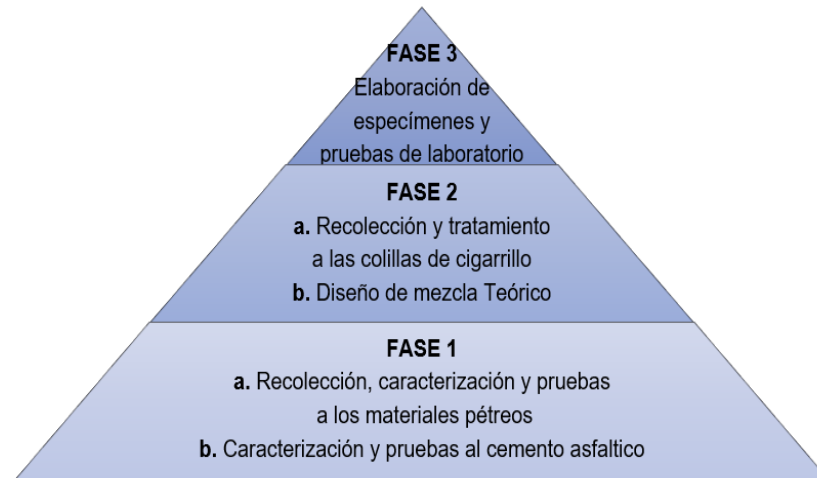 FASE 3
Elaboración de
especímenes y
pruebas de laboratorio
FASE 2
a. Recolección y tratamiento
a las colillas de cigarrillo
b. Diseño de mezcla Teórico
FASE 1
a. Recolección, caracterización y pruebas
a los materiales pétreos
b. Caracterización y pruebas al cemento asfaltico